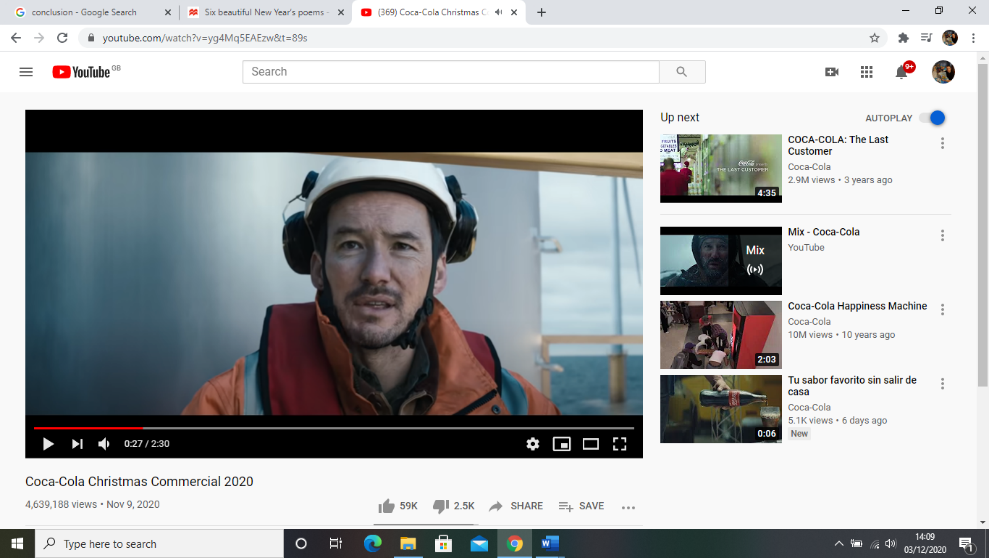 conclusion - Google Search
Six beautiful New Year's poems -
(369) Coca-Cola Christmas C
youtube.com/watch?v=yg4Mq5EAEzw&t=89s
YouTube GB
Search
9+
Up next
AUTOPLAY
COCA-COLA: The Last
Customer
Coca-Cola
2.9M views • 3 years ago
THE LAST CUSTOMER
4:35
Mix - Coca-Cola
YouTube
Mix
Coca-Cola Happiness Machine
Coca-Cola
10M views • 10 years ago
2:03
Tu sabor favorito sin salir de
casa
Coca-Cola
5.1K views • 6 days ago
New
0:06
0:27 / 2:30
Coca-Cola Christmas Commercial 2020
4,639,188 views • Nov 9, 2020
59K
2.5K
SHARE
SAVE
Type here to search
14:09
03/12/2020
1